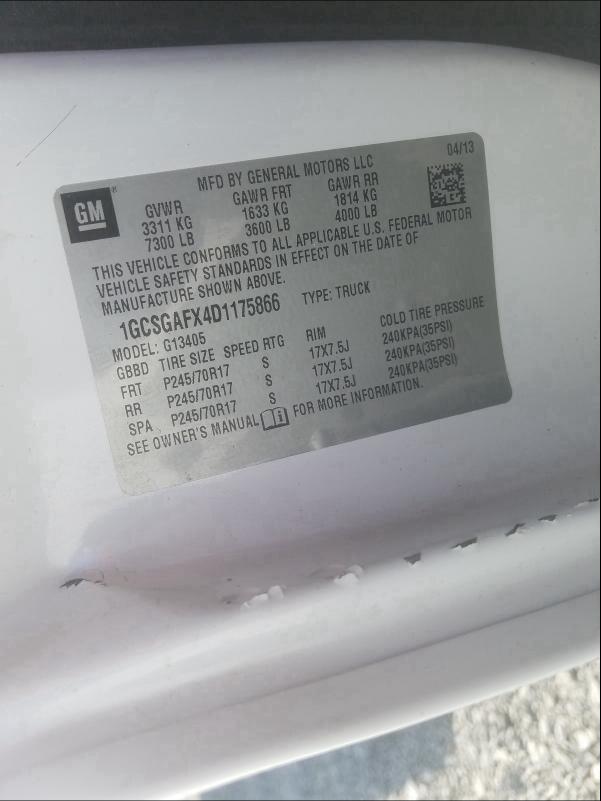 04/13
MFD BY GENERAL MOTORS LLC
GM
GVWR GAWR FRT GAWR RR
3311 KG 1633 KG 1814 KG
7300 LB 3600 LB 4000 LB
THIS VEHICLE CONFORMS TO ALL APPLICABLE U.S. FEDERAL MOTOR
VEHICLE SAFETY STANDARDS IN EFFECT ON THE DATE OF
MANUFACTURE SHOWN ABOVE.
1GCSGAFX4D1175866 TYPE: TRUCK
MODEL: G13405
GBBD TIRE SIZE SPEED RTG RIM COLD TIRE PRESSURE
FRT P245/70R17 S 17X7.5J 240KPA(35PSI)
RR P245/70R17 S 17X7.5J 240KPA(35PSI)
SPA P245/70R17 S 17X7.5J 240KPA(35PSI)
SEE OWNER'S MANUAL FOR MORE INFORMATION.